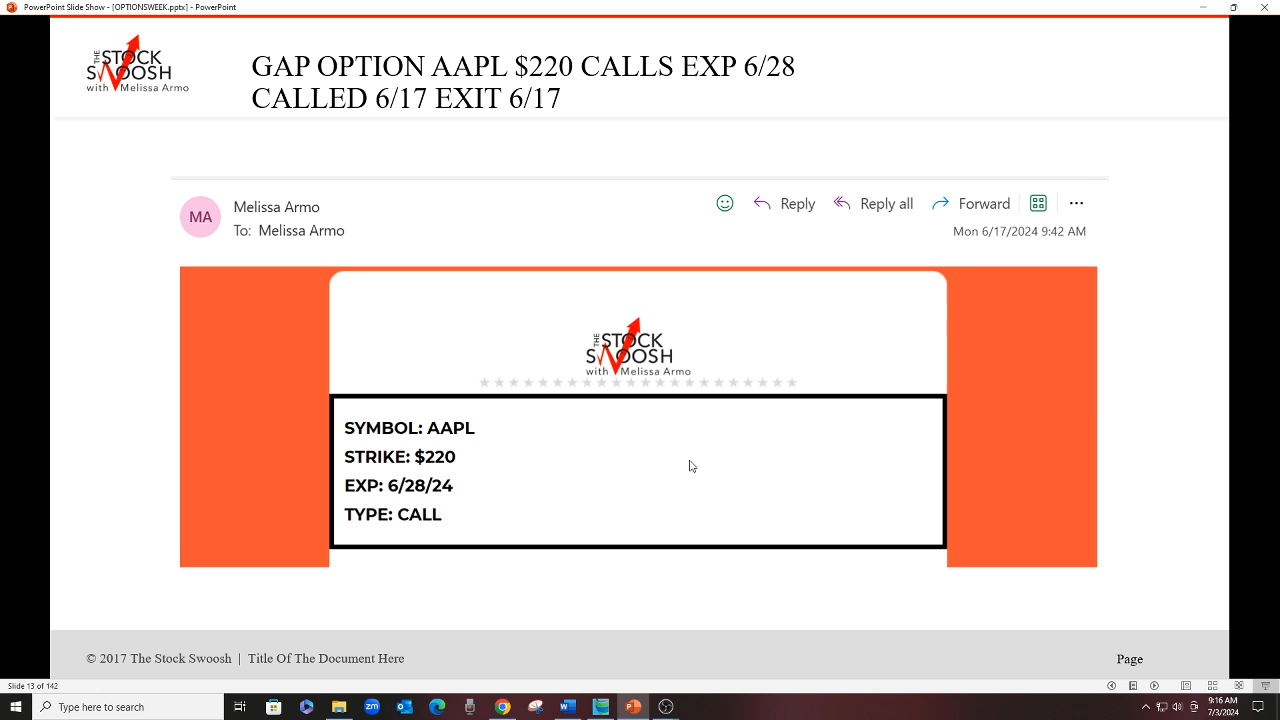 PowerPoint Slide Show - [OPTIONSWEEK.pptx] - PowerPoint
THE STOCK SWOOSH
with Melissa Armo
GAP OPTION AAPL $220 CALLS EXP 6/28
CALLED 6/17 EXIT 6/17
MA
Melissa Armo
To: Melissa Armo
Reply
Reply all
Forward
Mon 6/17/2024 9:42 AM
THE STOCK SWOOSH
with Melissa Armo
SYMBOL: AAPL
STRIKE: $220
EXP: 6/28/24
TYPE: CALL
© 2017 The Stock Swoosh | Title Of The Document Here
Page
Slide 13 of 142
Type here to search
zm
9:16 AM
7/3/2024